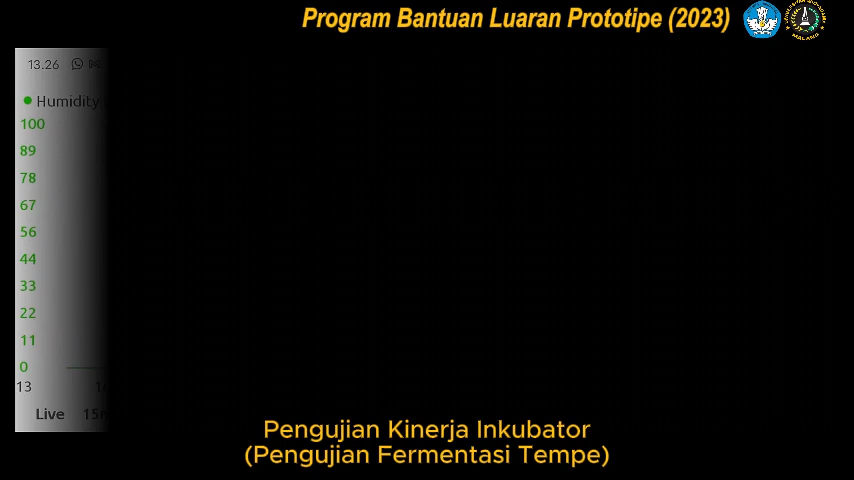 Program Bantuan Luaran Prototipe (2023)
13.26
Humidity
100
89
78
67
56
44
33
22
11
0
13
Live
Pengujian Kinerja Inkubator
(Pengujian Fermentasi Tempe)